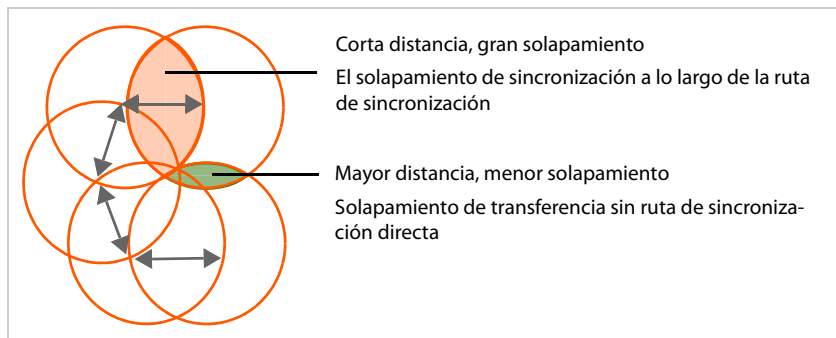 Corta distancia, gran solapamiento
El solapamiento de sincronización a lo largo de la ruta
de sincronización
Mayor distancia, menor solapamiento
Solapamiento de transferencia sin ruta de sincroniza-
ción directa